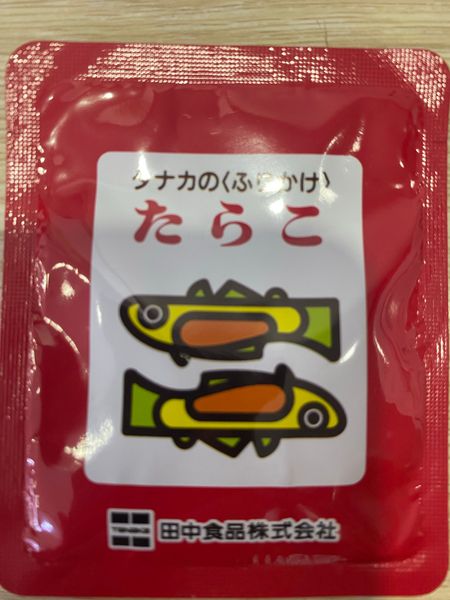 タナカの〈ふりかけ〉
たらこ
田中食品株式会社